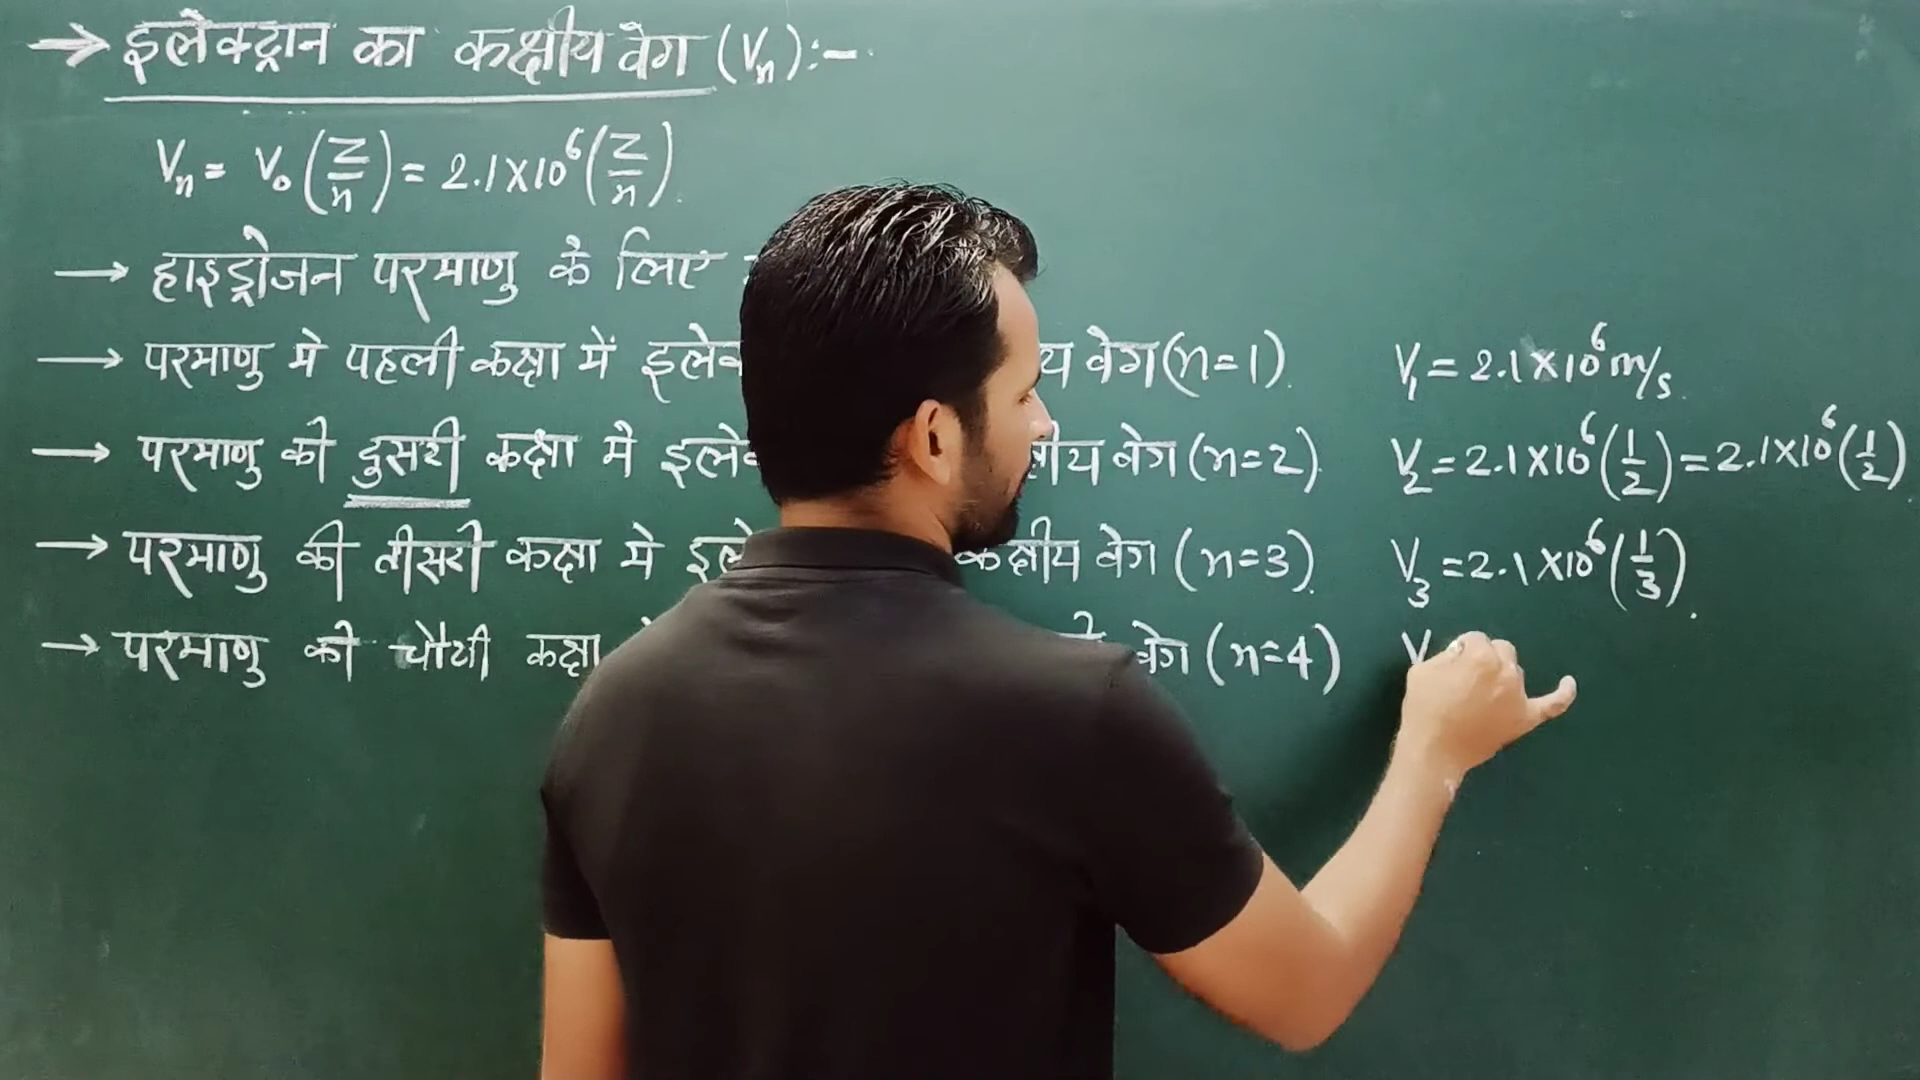 → इलेक्ट्रान का कक्षीय वेग (Vn):-
Vn = V₀ (Z/n) = 2.1×10⁶ (Z/n).
→ हाइड्रोजन परमाणु के लिए
→ परमाणु मे पहली कक्षा में वेग (n=1). V₁ = 2.1×10⁶ m/s.
→ परमाणु की दुसरी कक्षा मे वेग (n=2). V₂ = 2.1×10⁶ (1/2) = 2.1×10⁶ (1/2)
→ परमाणु की तीसरी कक्षा मे कक्षीय वेग (n=3). V₃ = 2.1×10⁶ (1/3).
→ परमाणु की चौथी कक्षा वेग (n=4) V